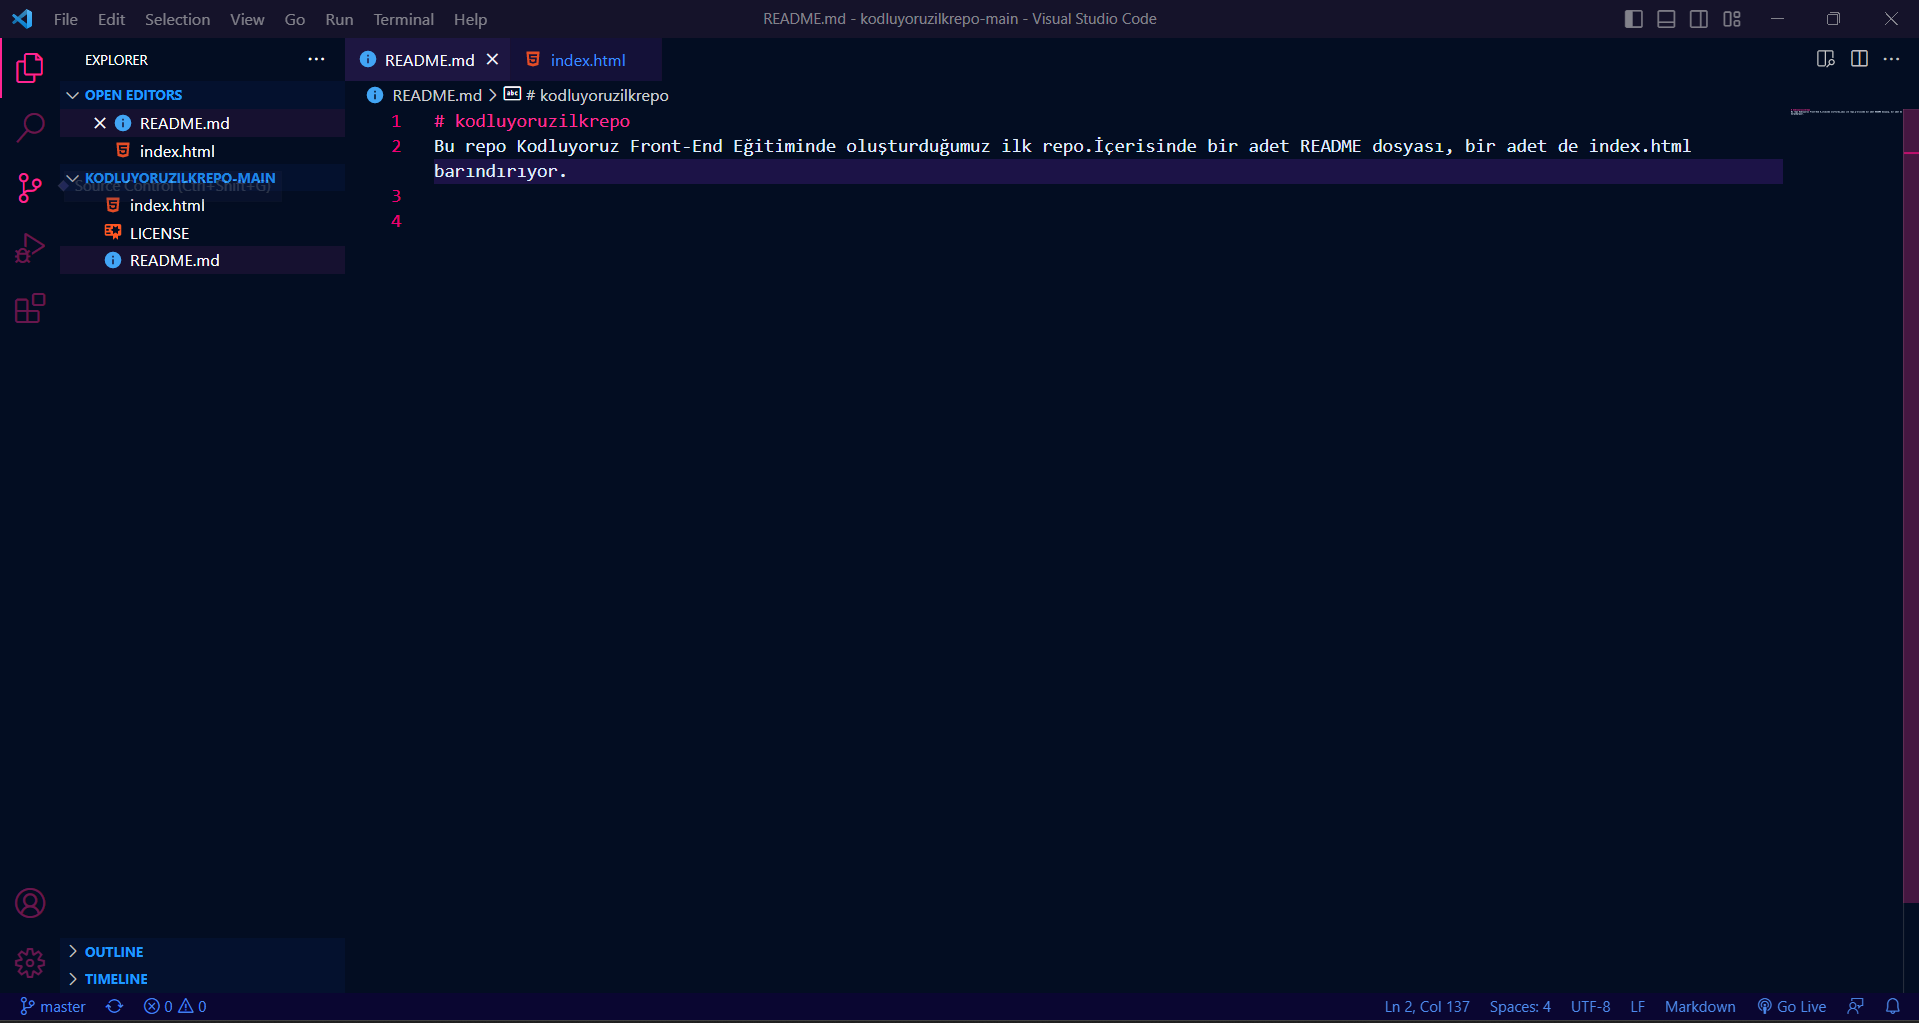 File Edit Selection View Go Run Terminal Help
README.md - kodluyoruzilkrepo-main - Visual Studio Code
EXPLORER
README.md
index.html
OPEN EDITORS
README.md > # kodluyoruzilkrepo
README.md
index.html
KODLUYORUZILKREPO-MAIN
Source Control (Ctrl+Shift+G)
index.html
LICENSE
README.md
1 # kodluyoruzilkrepo
2 Bu repo Kodluyoruz Front-End Eğitiminde oluşturduğumuz ilk repo.İçerisinde bir adet README dosyası, bir adet de index.html
barındırıyor.
3
4
OUTLINE
TIMELINE
master 0 0 Ln 2, Col 137 Spaces: 4 UTF-8 LF Markdown Go Live